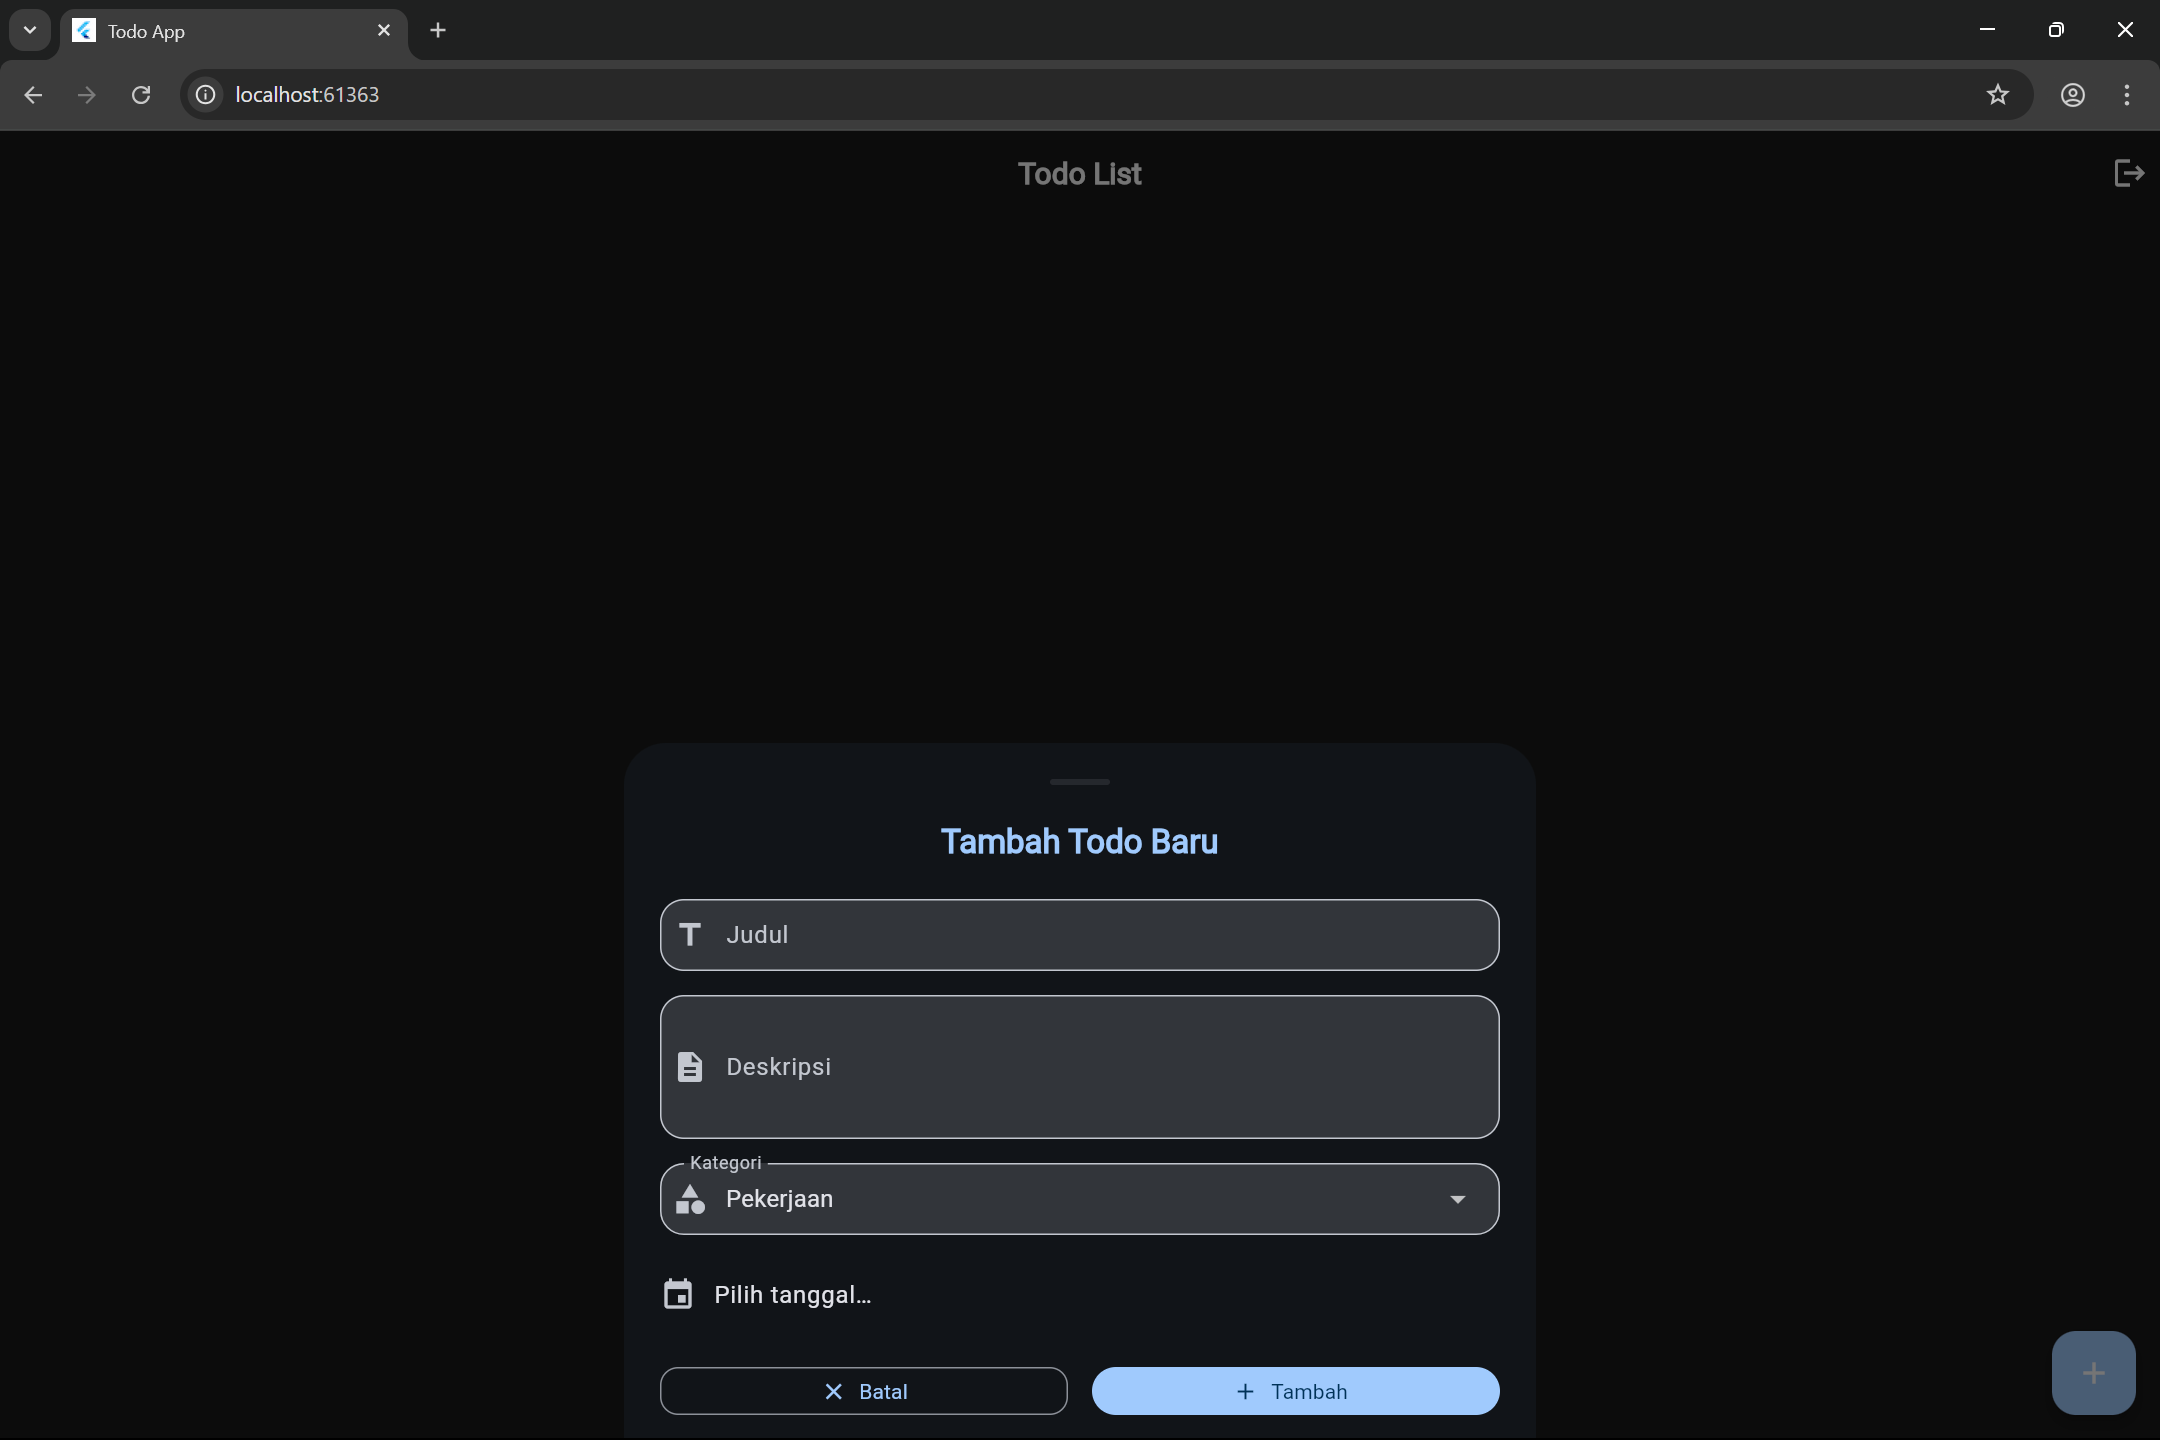 Todo App
localhost:61363
Todo List
Tambah Todo Baru
Judul
Deskripsi
Kategori
Pekerjaan
Pilih tanggal...
Batal
Tambah